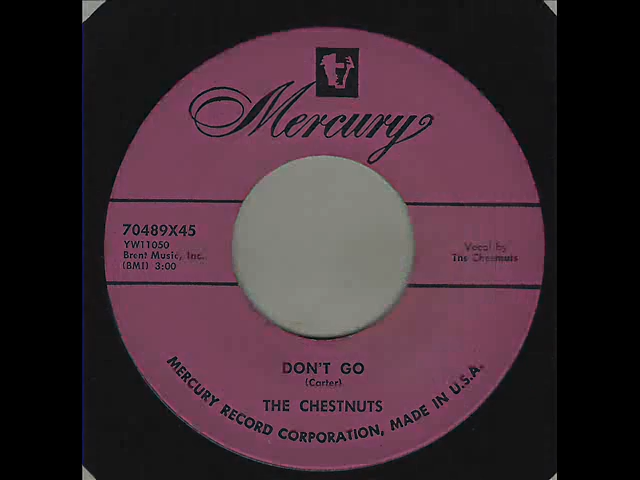 Mercury
70489X45
YW11050
Brent Music, Inc.
(BMI) 3:00
Vocal by
The Chestnuts
DON'T GO
(Carter)
THE CHESTNUTS
MERCURY RECORD CORPORATION, MADE IN U.S.A.